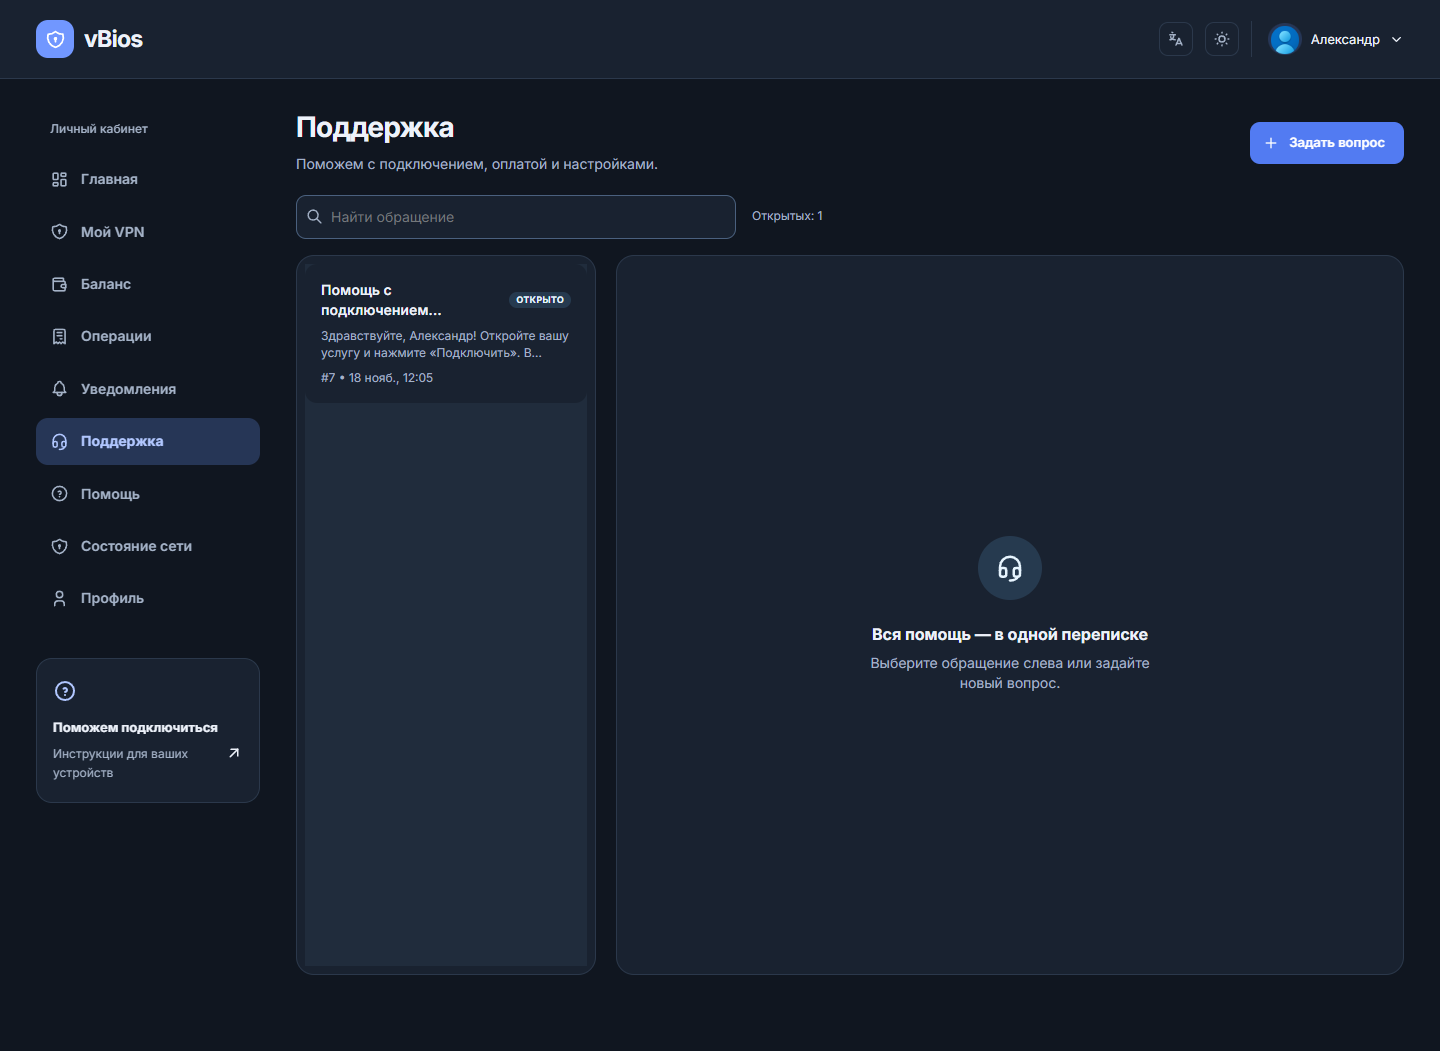 vBios
Александр
Личный кабинет
Главная
Мой VPN
Баланс
Операции
Уведомления
Поддержка
Помощь
Состояние сети
Профиль
Поможем подключиться
Инструкции для ваших
устройств
Поддержка
Поможем с подключением, оплатой и настройками.
Задать вопрос
Найти обращение
Открытых: 1
Помощь с
подключением...
ОТКРЫТО
Здравствуйте, Александр! Откройте вашу
услугу и нажмите «Подключить». В...
#7 • 18 нояб., 12:05
Вся помощь — в одной переписке
Выберите обращение слева или задайте
новый вопрос.